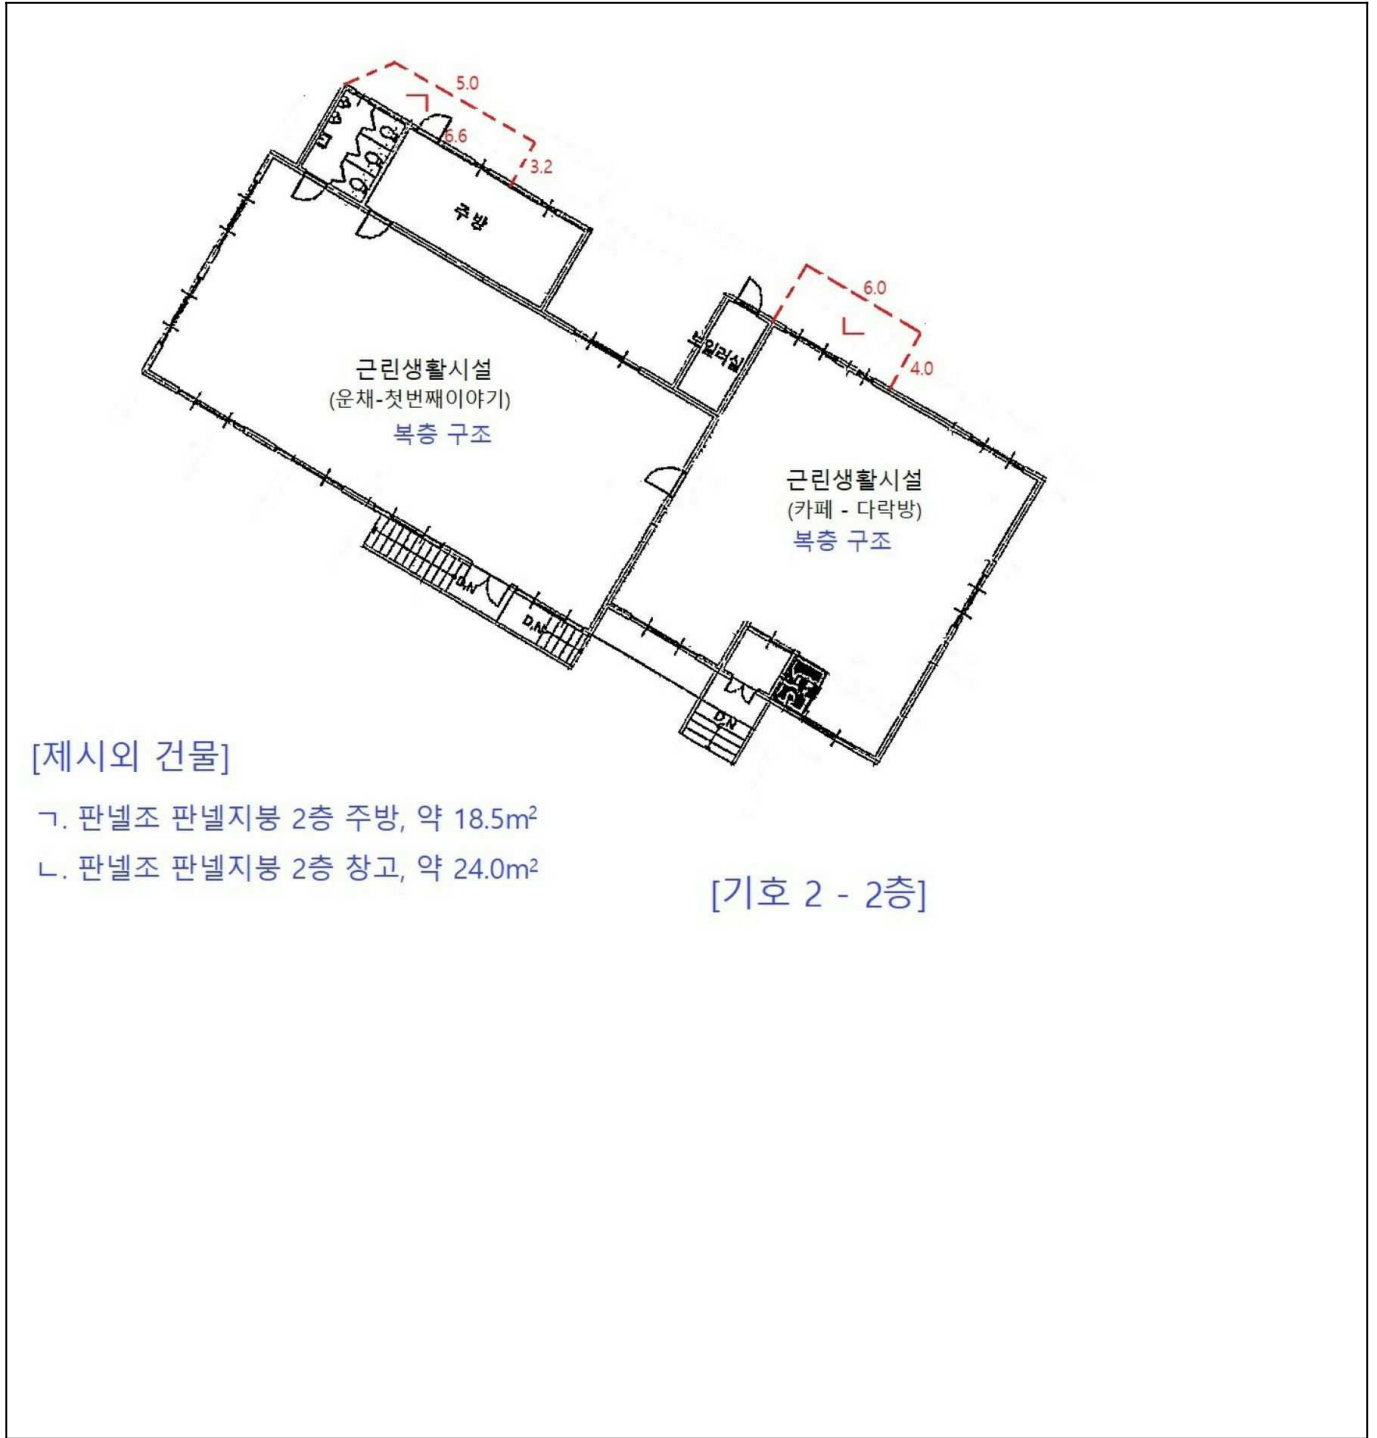 5.0
ㄱ
6.6
3.2
주방
6.0
ㄴ
4.0
보일러실
근린생활시설
(운채-첫번째이야기)
복층 구조
근린생활시설
(카페 - 다락방)
복층 구조
D.N
D.N
D.N
[제시외 건물]
ㄱ. 판넬조 판넬지붕 2층 주방, 약 18.5m²
ㄴ. 판넬조 판넬지붕 2층 창고, 약 24.0m²
[기호 2 - 2층]